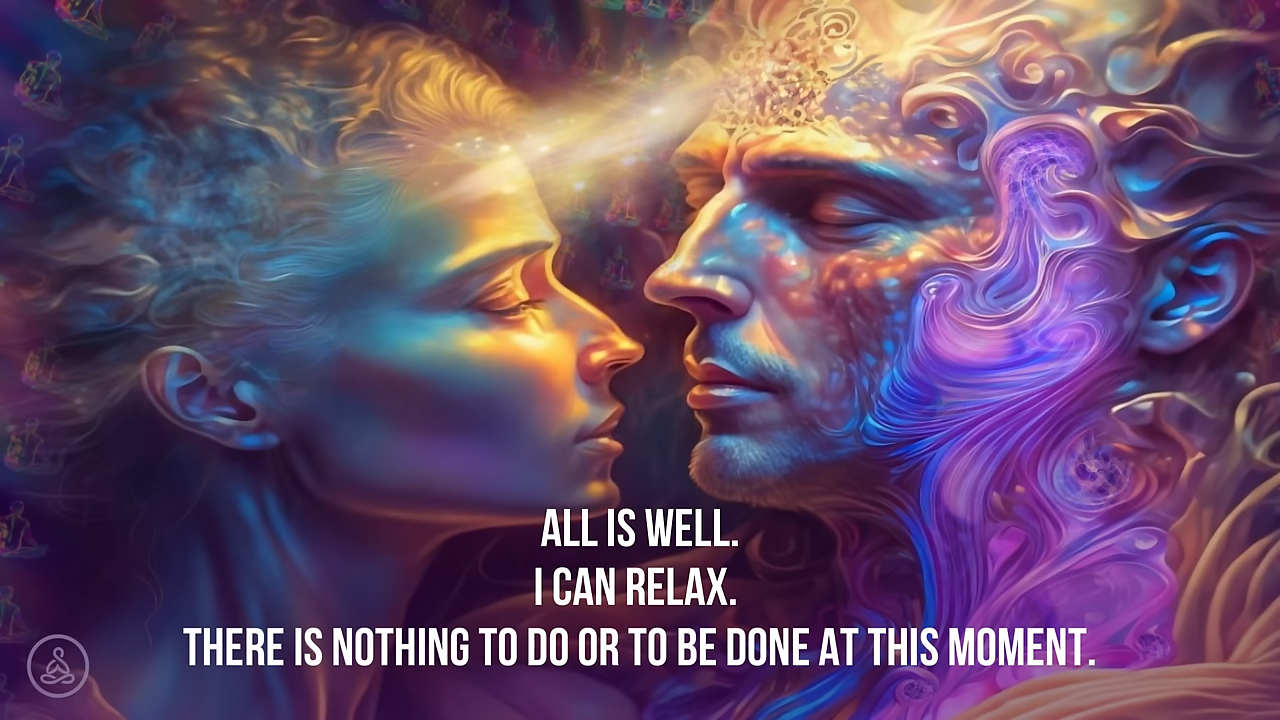 ALL IS WELL.
I CAN RELAX.
THERE IS NOTHING TO DO OR TO BE DONE AT THIS MOMENT.